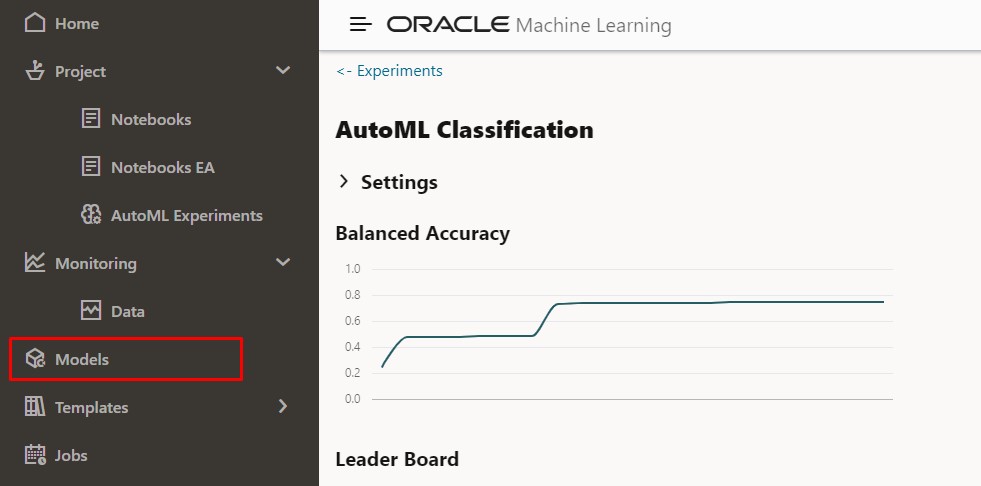 Home
Project
Notebooks
Notebooks EA
AutoML Experiments
Monitoring
Data
Models
Templates
Jobs
ORACLE Machine Learning
<- Experiments
AutoML Classification
Settings
Balanced Accuracy
1.0
0.8
0.6
0.4
0.2
0.0
Leader Board